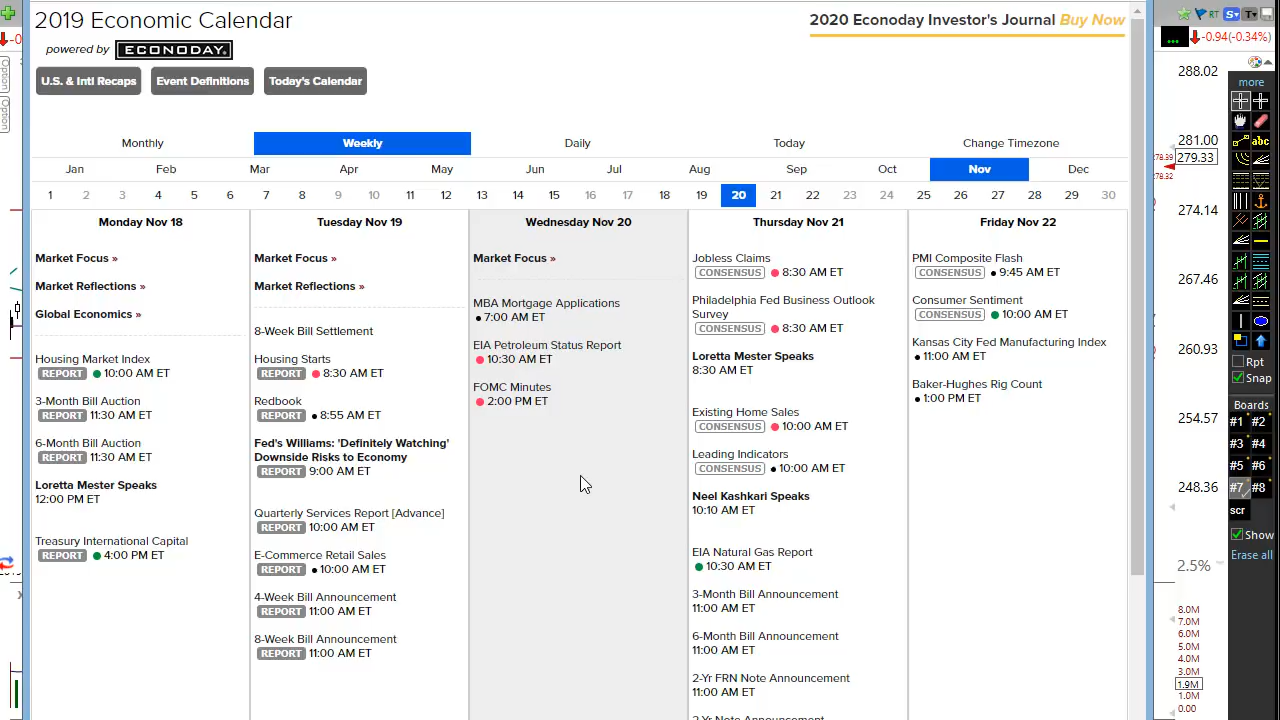 2019 Economic Calendar
2020 Econoday Investor's Journal Buy Now
powered by ECONODAY
U.S. & Intl Recaps Event Definitions Today's Calendar
Monthly Weekly Daily Today Change Timezone
Jan Feb Mar Apr May Jun Jul Aug Sep Oct Nov Dec
1 2 3 4 5 6 7 8 9 10 11 12 13 14 15 16 17 18 19 20 21 22 23 24 25 26 27 28 29 30
Monday Nov 18
Market Focus »
Market Reflections »
Global Economics »
Housing Market Index
REPORT 10:00 AM ET
3-Month Bill Auction
REPORT 11:30 AM ET
6-Month Bill Auction
REPORT 11:30 AM ET
Loretta Mester Speaks
12:00 PM ET
Treasury International Capital
REPORT 4:00 PM ET
Tuesday Nov 19
Market Focus »
Market Reflections »
8-Week Bill Settlement
Housing Starts
REPORT 8:30 AM ET
Redbook
REPORT 8:55 AM ET
Fed's Williams: 'Definitely Watching'
Downside Risks to Economy
REPORT 9:00 AM ET
Quarterly Services Report [Advance]
REPORT 10:00 AM ET
E-Commerce Retail Sales
REPORT 10:00 AM ET
4-Week Bill Announcement
REPORT 11:00 AM ET
8-Week Bill Announcement
REPORT 11:00 AM ET
Wednesday Nov 20
Market Focus »
MBA Mortgage Applications
7:00 AM ET
EIA Petroleum Status Report
10:30 AM ET
FOMC Minutes
2:00 PM ET
Thursday Nov 21
Jobless Claims
CONSENSUS 8:30 AM ET
Philadelphia Fed Business Outlook
Survey
CONSENSUS 8:30 AM ET
Loretta Mester Speaks
8:30 AM ET
Existing Home Sales
CONSENSUS 10:00 AM ET
Leading Indicators
CONSENSUS 10:00 AM ET
Neel Kashkari Speaks
10:10 AM ET
EIA Natural Gas Report
10:30 AM ET
3-Month Bill Announcement
11:00 AM ET
6-Month Bill Announcement
11:00 AM ET
2-Yr FRN Note Announcement
11:00 AM ET
2-Yr Note Announcement
Friday Nov 22
PMI Composite Flash
CONSENSUS 9:45 AM ET
Consumer Sentiment
CONSENSUS 10:00 AM ET
Kansas City Fed Manufacturing Index
11:00 AM ET
Baker-Hughes Rig Count
1:00 PM ET
Option
Option
RT S T
-0.94(-0.34%)
288.02
281.00
279.33
278.39
278.32
274.14
267.46
260.93
254.57
248.36
2.5%
8.0M
7.0M
6.0M
5.0M
4.0M
3.0M
1.9M
1.0M
0.00
more
abc
Rpt
Snap
Boards
#1 #2
#3 #4
#5 #6
#7 #8
scr
Show
Erase all